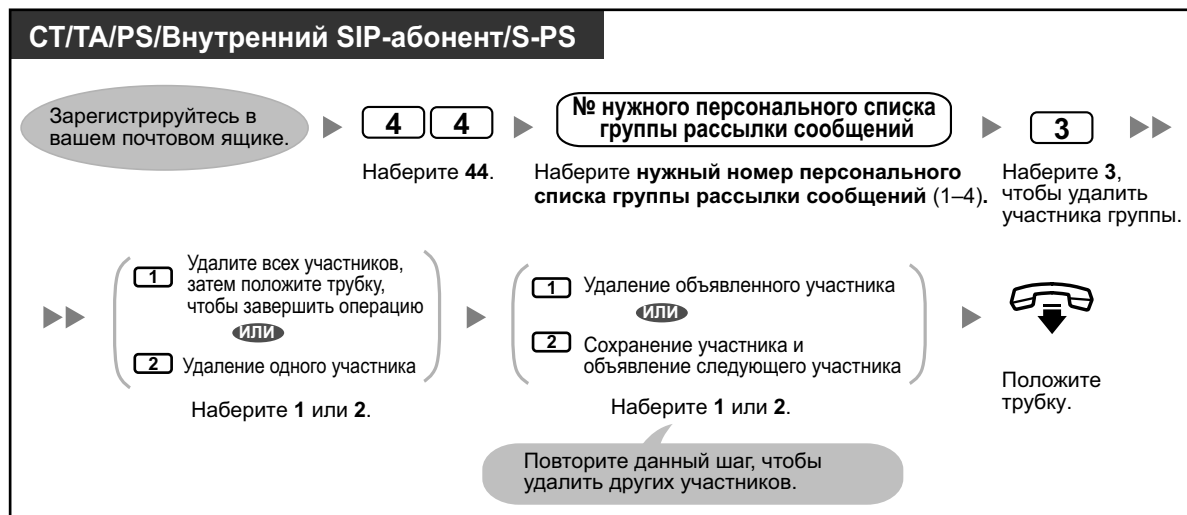 СТ/ТА/PS/Внутренний SIP-абонент/S-PS
Зарегистрируйтесь в
вашем почтовом ящике.
4 4
Наберите 44.
№ нужного персонального списка
группы рассылки сообщений
Наберите нужный номер персонального
списка группы рассылки сообщений (1–4).
3
Наберите 3,
чтобы удалить
участника группы.
1 Удалите всех участников,
затем положите трубку,
чтобы завершить операцию
ИЛИ
2 Удаление одного участника
Наберите 1 или 2.
1 Удаление объявленного участника
ИЛИ
2 Сохранение участника и
объявление следующего участника
Наберите 1 или 2.
Повторите данный шаг, чтобы
удалить других участников.
Положите
трубку.